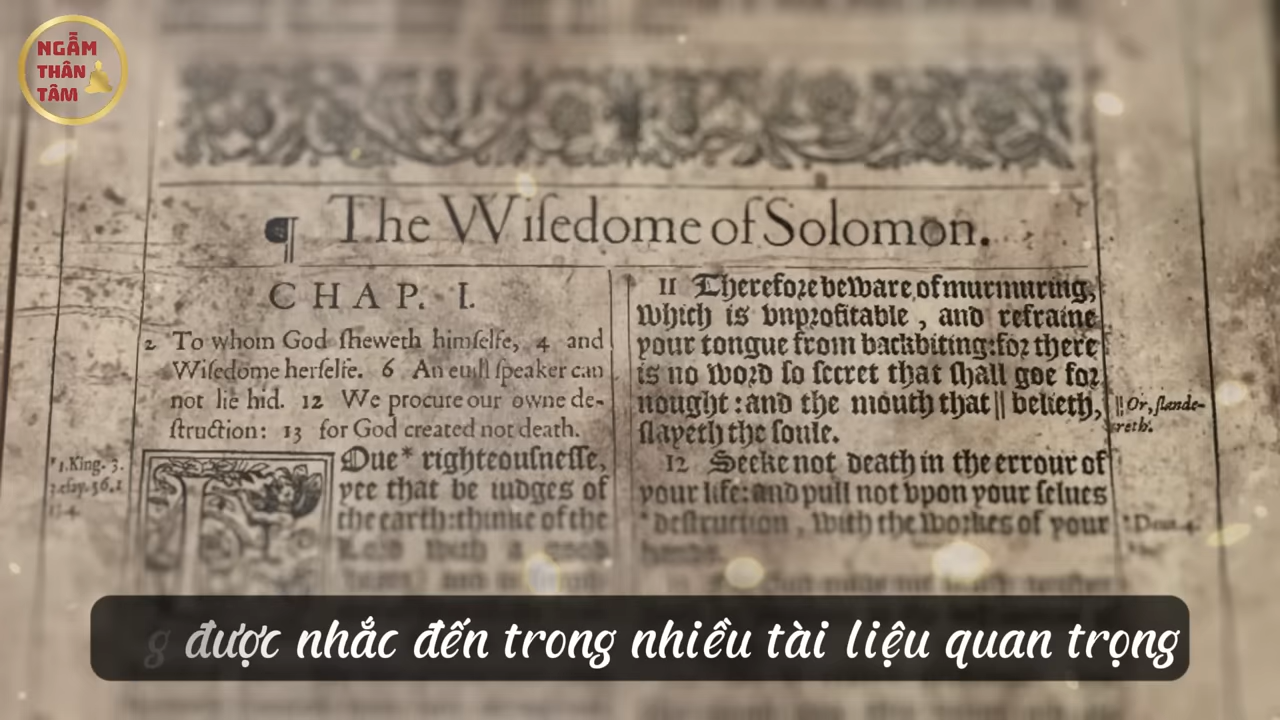 NGẪM
THÂN
TÂM
¶ The Wiſedome of Solomon.
CHAP. I.
2 To whom God ſheweth himſelfe, 4 and
Wiſedome herſelfe. 6 An euill ſpeaker can
not lie hid. 12 We procure our owne de-
ſtruction: 13 for God created not death.
Oue* righteouſneſſe,
yee that be iudges of
the earth: thinke of the
11 Therefore beware of murmuring,
which is vnprofitable, and refraine
your tongue from backbiting: for there
is no word ſo ſecret that ſhall goe for
nought: and the mouth that || belieth,
ſlayeth the ſoule.
12 Seeke not death in the errour of
your life: and pull not vpon your ſelues
*deſtruction, with the workes of your
hands.
|| Or, ſlande-
reth.
*1. King. 3.
được nhắc đến trong nhiều tài liệu quan trọng